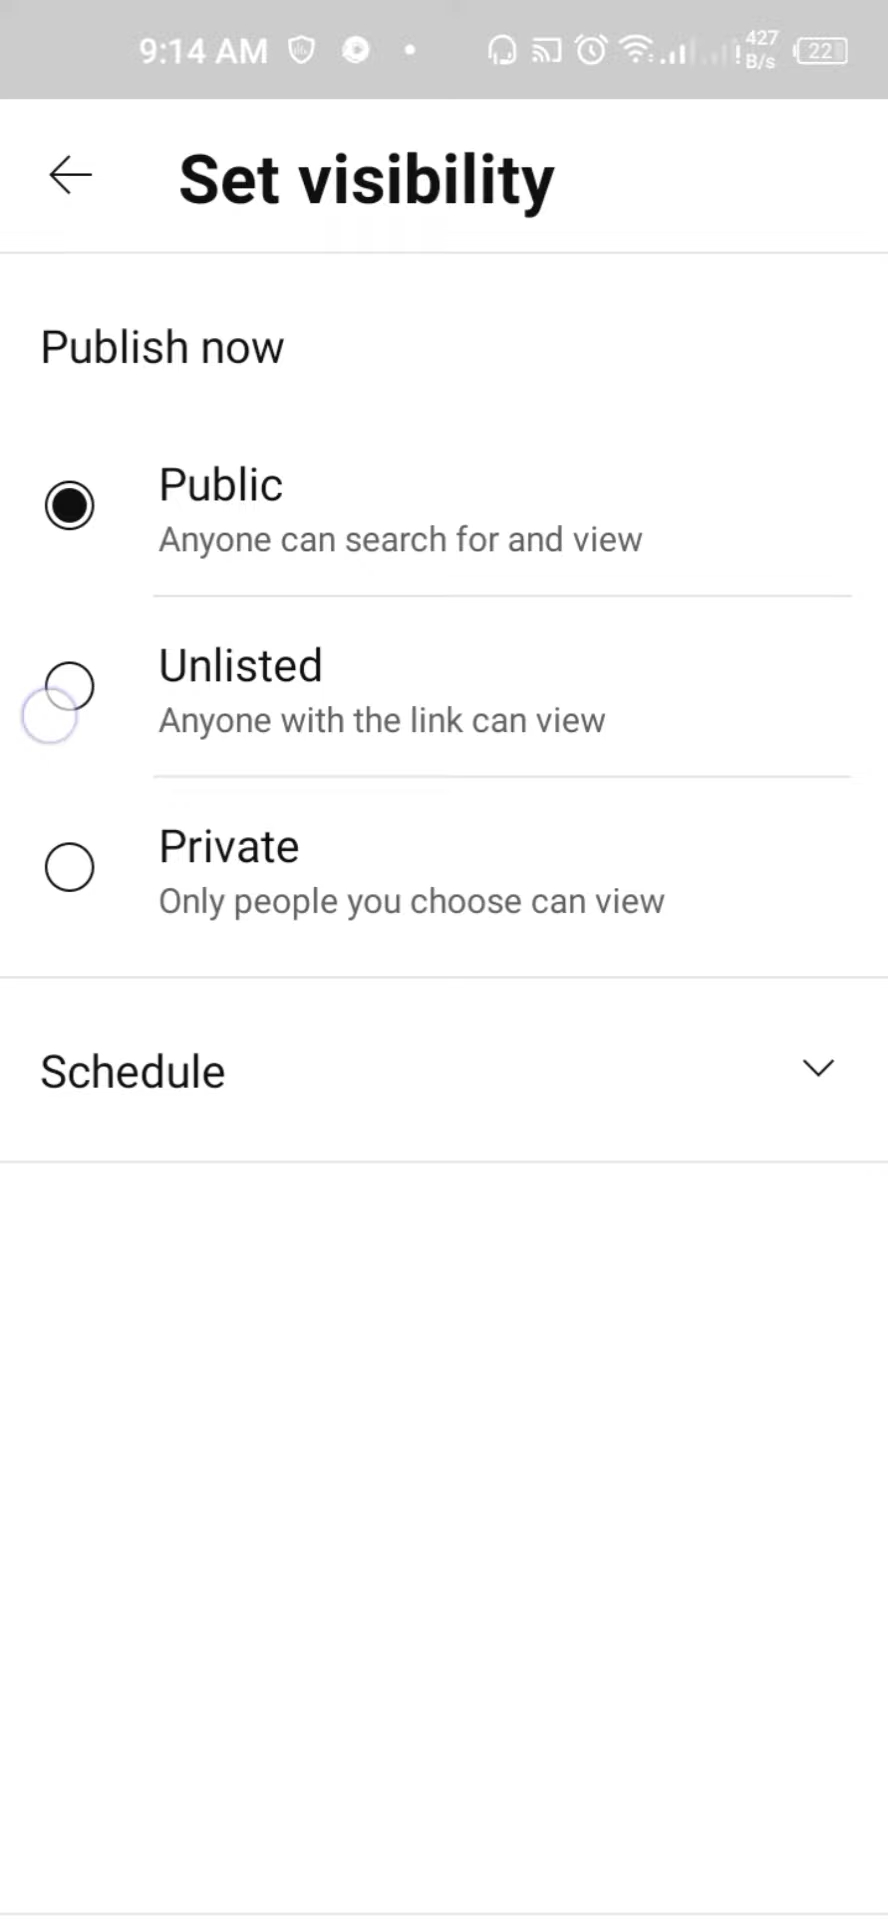 9:14 AM 427 B/s 22
Set visibility
Publish now
Public
Anyone can search for and view
Unlisted
Anyone with the link can view
Private
Only people you choose can view
Schedule